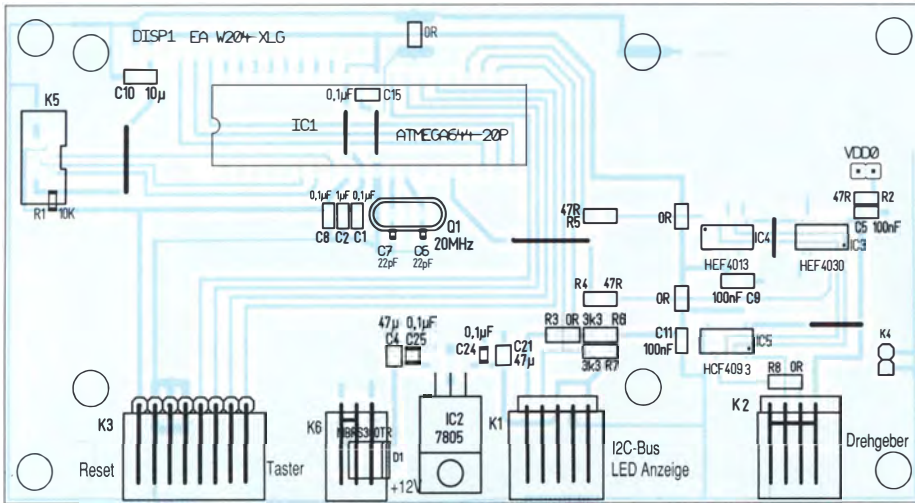 DISP1 EA W204-XLG
0R
C10 10µ
0,1µF C15
K5
IC1
ATMEGA644-20P
VDD0
R1 10K
0,1µF 1µF 0,1µF
47R R2
47R
R5
0R
C8 C2 C1
Q1
20MHz
C5 100nF
IC4
IC3
C7 C6
22pF 22pF
HEF4013
HEF4030
R4 47R
0R
100nF C9
47µ 0,1µF
C4 C25
0,1µF
C24
C21
47µ
R3 0R 3k3 R6
3k3 R7
C11
100nF
IC5
HCF4093
K4
R8 0R
K3
K6
IC2
7805
K1
K2
D1
+12V
Reset
Taster
I2C-Bus
LED Anzeige
Drehgeber